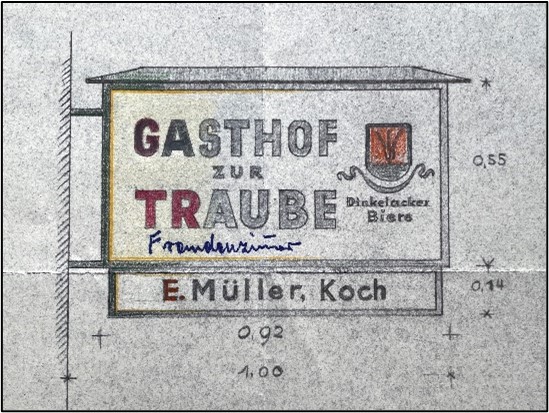 GASTHOF
ZUR
TRAUBE
Dinkelacker
Biere
Fremdenzimmer
E. Müller, Koch
0,55
0,14
0,92
1,00